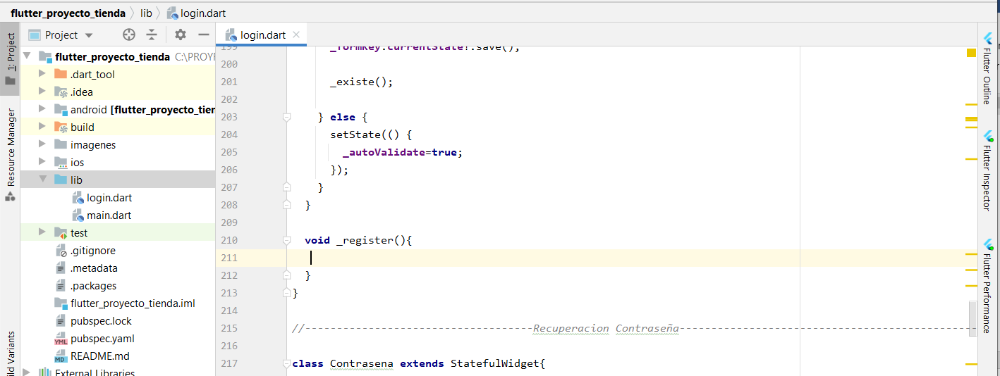 flutter_proyecto_tienda lib login.dart
Project
login.dart
1: Project
Resource Manager
ild Variants
flutter_proyecto_tienda C:\PROYE
.dart_tool
.idea
android [flutter_proyecto_tien
build
imagenes
ios
lib
login.dart
main.dart
test
.gitignore
.metadata
.packages
flutter_proyecto_tienda.iml
pubspec.lock
pubspec.yaml
README.md
External Libraries
199 _formKey.currentState!.save();
200
201 _existe();
202
203 } else {
204 setState(() {
205 _autoValidate=true;
206 });
207 }
208 }
209
210 void _register(){
211
212 }
213 }
214
215 //------------------------------------Recuperacion Contraseña-----------------------------------------------
216
217 class Contrasena extends StatefulWidget{
Flutter Outline
Flutter Inspector
Flutter Performance